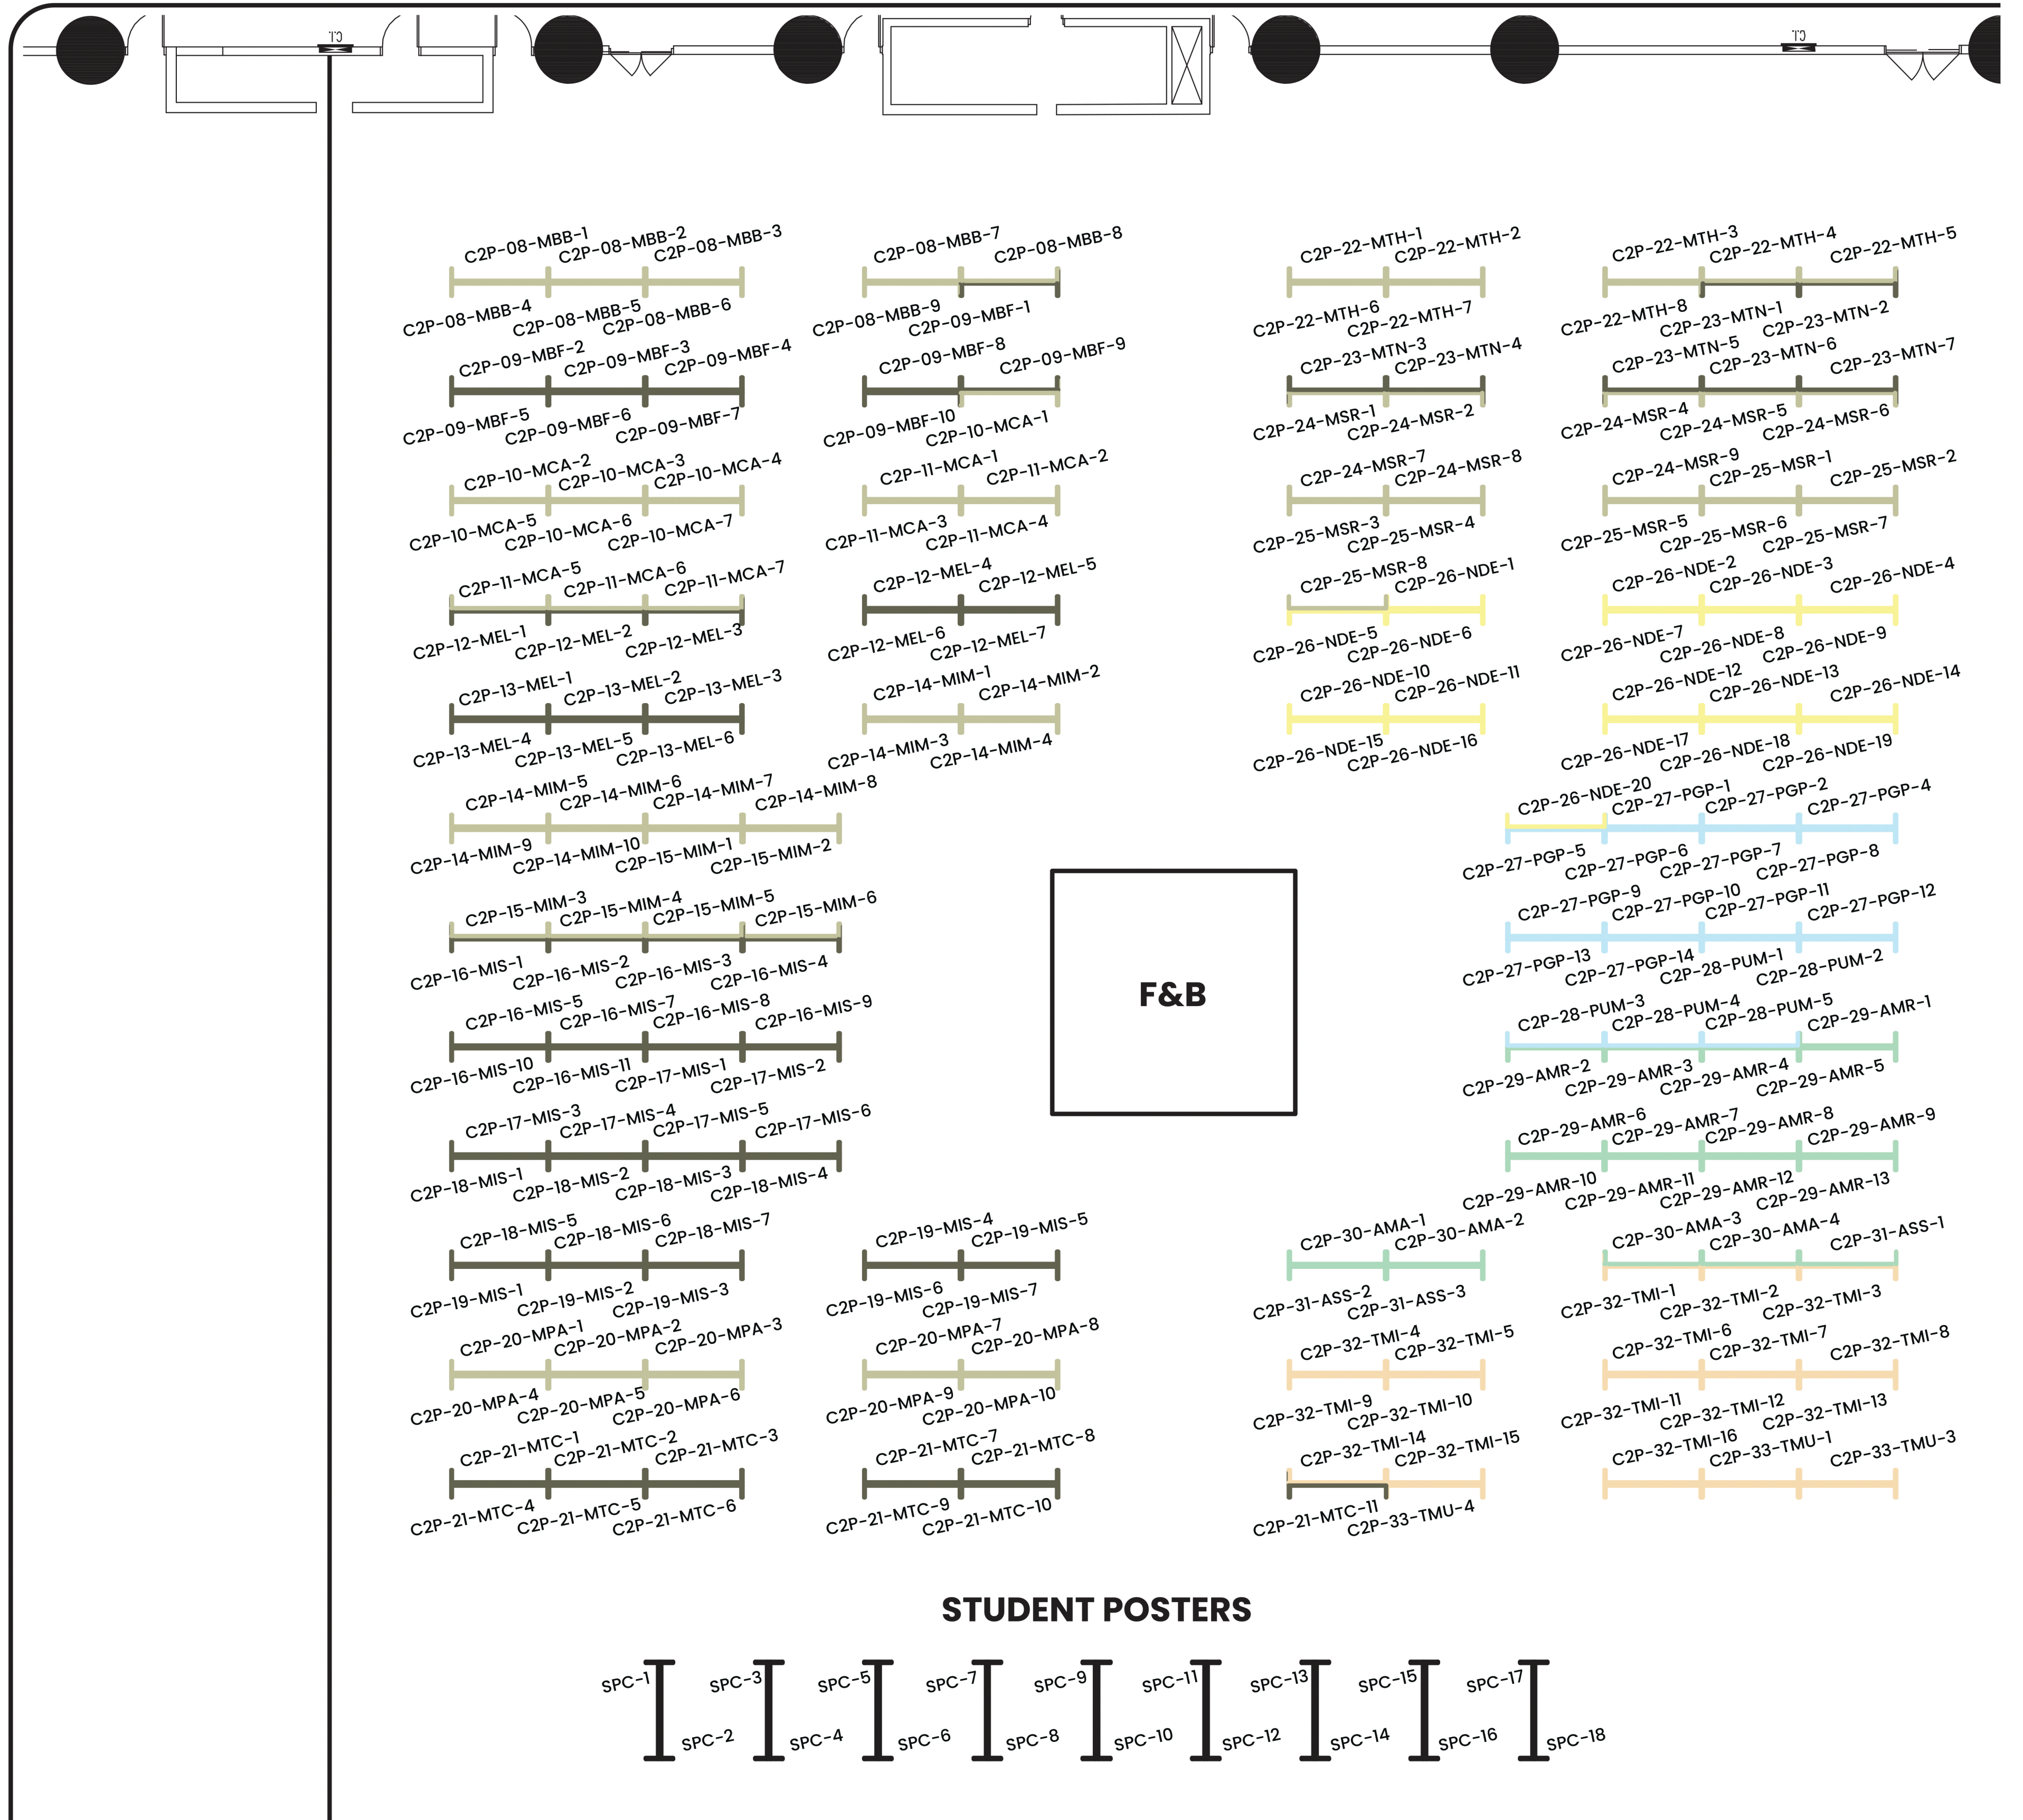 C.I.
C.I.
C2P-08-MBB-1 C2P-08-MBB-2 C2P-08-MBB-3 C2P-08-MBB-7 C2P-08-MBB-8 C2P-22-MTH-1 C2P-22-MTH-2 C2P-22-MTH-3 C2P-22-MTH-4 C2P-22-MTH-5
C2P-08-MBB-4 C2P-08-MBB-5 C2P-08-MBB-6 C2P-08-MBB-9 C2P-09-MBF-1 C2P-22-MTH-6 C2P-22-MTH-7 C2P-22-MTH-8 C2P-23-MTN-1 C2P-23-MTN-2
C2P-09-MBF-2 C2P-09-MBF-3 C2P-09-MBF-4 C2P-09-MBF-8 C2P-09-MBF-9 C2P-23-MTN-3 C2P-23-MTN-4 C2P-23-MTN-5 C2P-23-MTN-6 C2P-23-MTN-7
C2P-09-MBF-5 C2P-09-MBF-6 C2P-09-MBF-7 C2P-09-MBF-10 C2P-10-MCA-1 C2P-24-MSR-1 C2P-24-MSR-2 C2P-24-MSR-4 C2P-24-MSR-5 C2P-24-MSR-6
C2P-10-MCA-2 C2P-10-MCA-3 C2P-10-MCA-4 C2P-11-MCA-1 C2P-11-MCA-2 C2P-24-MSR-7 C2P-24-MSR-8 C2P-24-MSR-9 C2P-25-MSR-1 C2P-25-MSR-2
C2P-10-MCA-5 C2P-10-MCA-6 C2P-10-MCA-7 C2P-11-MCA-3 C2P-11-MCA-4 C2P-25-MSR-3 C2P-25-MSR-4 C2P-25-MSR-5 C2P-25-MSR-6 C2P-25-MSR-7
C2P-11-MCA-5 C2P-11-MCA-6 C2P-11-MCA-7 C2P-12-MEL-4 C2P-12-MEL-5 C2P-25-MSR-8 C2P-26-NDE-1 C2P-26-NDE-2 C2P-26-NDE-3 C2P-26-NDE-4
C2P-12-MEL-1 C2P-12-MEL-2 C2P-12-MEL-3 C2P-12-MEL-6 C2P-12-MEL-7 C2P-26-NDE-5 C2P-26-NDE-6 C2P-26-NDE-7 C2P-26-NDE-8 C2P-26-NDE-9
C2P-13-MEL-1 C2P-13-MEL-2 C2P-13-MEL-3 C2P-14-MIM-1 C2P-14-MIM-2 C2P-26-NDE-10 C2P-26-NDE-11 C2P-26-NDE-12 C2P-26-NDE-13 C2P-26-NDE-14
C2P-13-MEL-4 C2P-13-MEL-5 C2P-13-MEL-6 C2P-14-MIM-3 C2P-14-MIM-4 C2P-26-NDE-15 C2P-26-NDE-16 C2P-26-NDE-17 C2P-26-NDE-18 C2P-26-NDE-19
C2P-14-MIM-5 C2P-14-MIM-6 C2P-14-MIM-7 C2P-14-MIM-8 C2P-26-NDE-20 C2P-27-PGP-1 C2P-27-PGP-2 C2P-27-PGP-4
C2P-14-MIM-9 C2P-14-MIM-10 C2P-15-MIM-1 C2P-15-MIM-2 C2P-27-PGP-5 C2P-27-PGP-6 C2P-27-PGP-7 C2P-27-PGP-8
C2P-15-MIM-3 C2P-15-MIM-4 C2P-15-MIM-5 C2P-15-MIM-6 C2P-27-PGP-9 C2P-27-PGP-10 C2P-27-PGP-11 C2P-27-PGP-12
C2P-16-MIS-1 C2P-16-MIS-2 C2P-16-MIS-3 C2P-16-MIS-4 C2P-27-PGP-13 C2P-27-PGP-14 C2P-28-PUM-1 C2P-28-PUM-2
F&B
C2P-16-MIS-5 C2P-16-MIS-7 C2P-16-MIS-8 C2P-16-MIS-9 C2P-28-PUM-3 C2P-28-PUM-4 C2P-28-PUM-5 C2P-29-AMR-1
C2P-16-MIS-10 C2P-16-MIS-11 C2P-17-MIS-1 C2P-17-MIS-2 C2P-29-AMR-2 C2P-29-AMR-3 C2P-29-AMR-4 C2P-29-AMR-5
C2P-17-MIS-3 C2P-17-MIS-4 C2P-17-MIS-5 C2P-17-MIS-6 C2P-29-AMR-6 C2P-29-AMR-7 C2P-29-AMR-8 C2P-29-AMR-9
C2P-18-MIS-1 C2P-18-MIS-2 C2P-18-MIS-3 C2P-18-MIS-4 C2P-29-AMR-10 C2P-29-AMR-11 C2P-29-AMR-12 C2P-29-AMR-13
C2P-18-MIS-5 C2P-18-MIS-6 C2P-18-MIS-7 C2P-19-MIS-4 C2P-19-MIS-5 C2P-30-AMA-1 C2P-30-AMA-2 C2P-30-AMA-3 C2P-30-AMA-4 C2P-31-ASS-1
C2P-19-MIS-1 C2P-19-MIS-2 C2P-19-MIS-3 C2P-19-MIS-6 C2P-19-MIS-7 C2P-31-ASS-2 C2P-31-ASS-3 C2P-32-TMI-1 C2P-32-TMI-2 C2P-32-TMI-3
C2P-20-MPA-1 C2P-20-MPA-2 C2P-20-MPA-3 C2P-20-MPA-7 C2P-20-MPA-8 C2P-32-TMI-4 C2P-32-TMI-5 C2P-32-TMI-6 C2P-32-TMI-7 C2P-32-TMI-8
C2P-20-MPA-4 C2P-20-MPA-5 C2P-20-MPA-6 C2P-20-MPA-9 C2P-20-MPA-10 C2P-32-TMI-9 C2P-32-TMI-10 C2P-32-TMI-11 C2P-32-TMI-12 C2P-32-TMI-13
C2P-21-MTC-1 C2P-21-MTC-2 C2P-21-MTC-3 C2P-21-MTC-7 C2P-21-MTC-8 C2P-32-TMI-14 C2P-32-TMI-15 C2P-32-TMI-16 C2P-33-TMU-1 C2P-33-TMU-3
C2P-21-MTC-4 C2P-21-MTC-5 C2P-21-MTC-6 C2P-21-MTC-9 C2P-21-MTC-10 C2P-21-MTC-11 C2P-33-TMU-4
STUDENT POSTERS
SPC-1 SPC-3 SPC-5 SPC-7 SPC-9 SPC-11 SPC-13 SPC-15 SPC-17
SPC-2 SPC-4 SPC-6 SPC-8 SPC-10 SPC-12 SPC-14 SPC-16 SPC-18